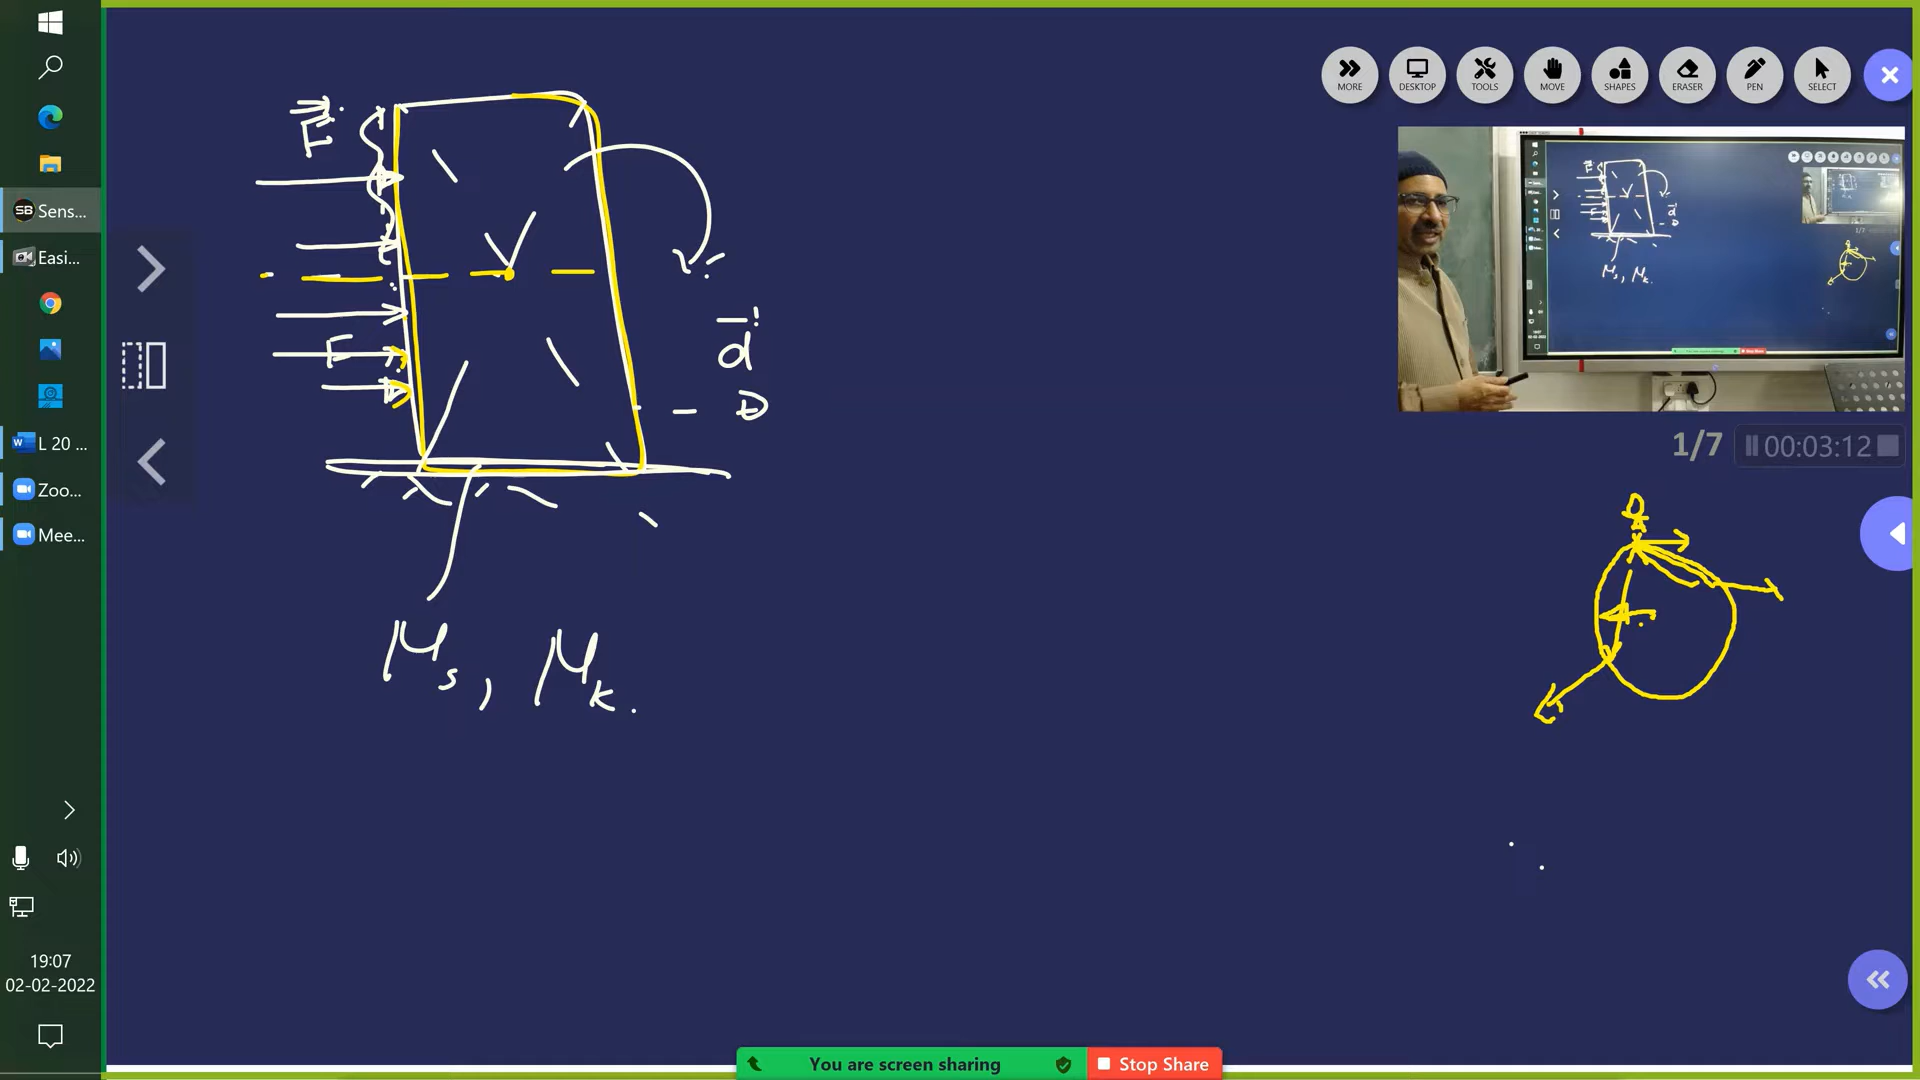 Sens...
Easi...
L 20 ...
Zoo...
Mee...
19:07
02-02-2022
MORE
DESKTOP
TOOLS
MOVE
SHAPES
ERASER
PEN
SELECT
1/7
00:03:12
F
F
d
D
μs, μk.
You are screen sharing
Stop Share